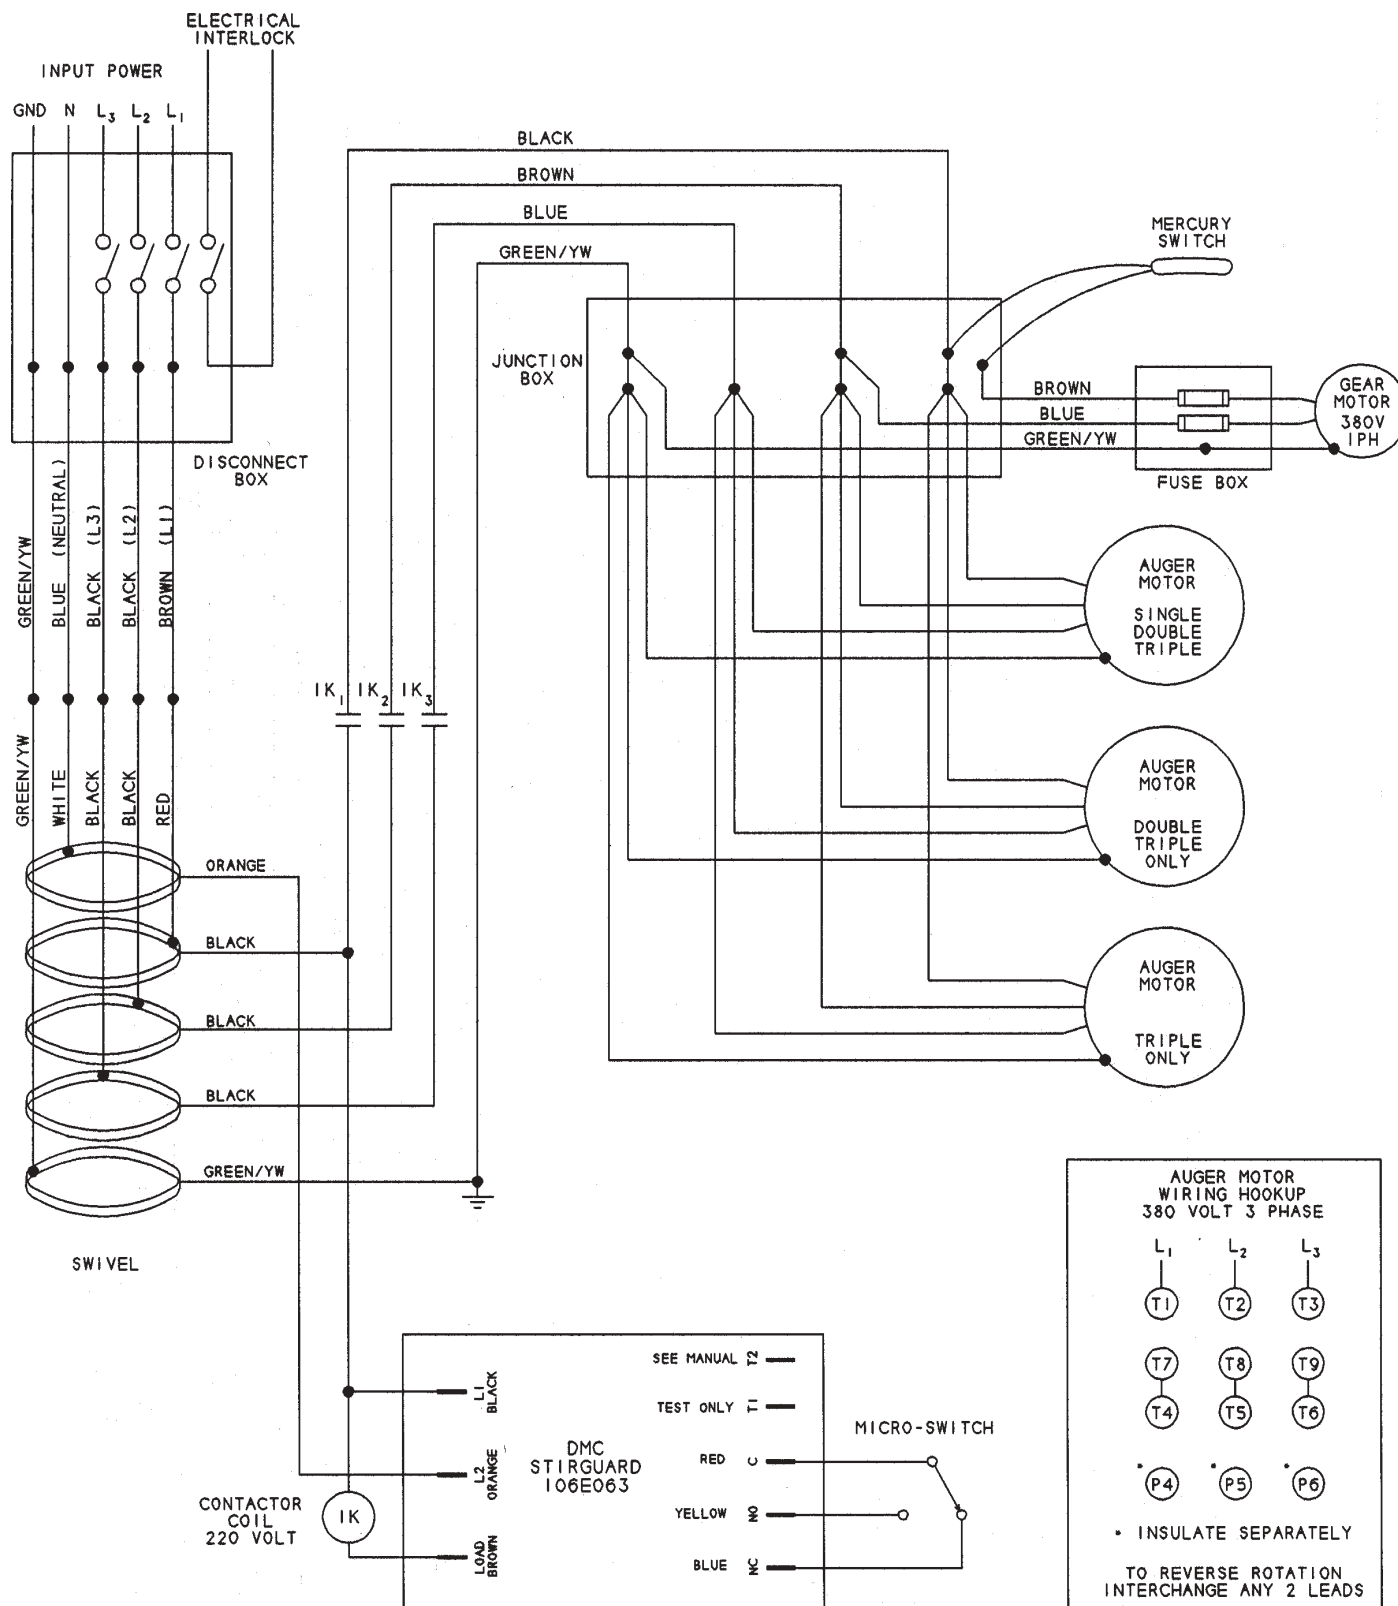 ELECTRICAL
INTERLOCK
INPUT POWER
GND N L3 L2 L1
BLACK
BROWN
BLUE
GREEN/YW
MERCURY
SWITCH
JUNCTION
BOX
BROWN
BLUE
GREEN/YW
GEAR
MOTOR
380V
1PH
FUSE BOX
DISCONNECT
BOX
GREEN/YW
BLUE (NEUTRAL)
BLACK (L3)
BLACK (L2)
BROWN (L1)
AUGER
MOTOR
SINGLE
DOUBLE
TRIPLE
1K1 1K2 1K3
GREEN/YW
WHITE
BLACK
BLACK
RED
AUGER
MOTOR
DOUBLE
TRIPLE
ONLY
ORANGE
BLACK
BLACK
BLACK
GREEN/YW
SWIVEL
AUGER
MOTOR
TRIPLE
ONLY
AUGER MOTOR
WIRING HOOKUP
380 VOLT 3 PHASE
L1 L2 L3
T1 T2 T3
T7 T8 T9
T4 T5 T6
* P4 * P5 * P6
* INSULATE SEPARATELY
TO REVERSE ROTATION
INTERCHANGE ANY 2 LEADS
SEE MANUAL T2
TEST ONLY T1
L1
BLACK
L2
ORANGE
LOAD
BROWN
DMC
STIRGUARD
106E063
RED C
YELLOW NO
BLUE NC
MICRO-SWITCH
CONTACTOR
COIL
220 VOLT
1K